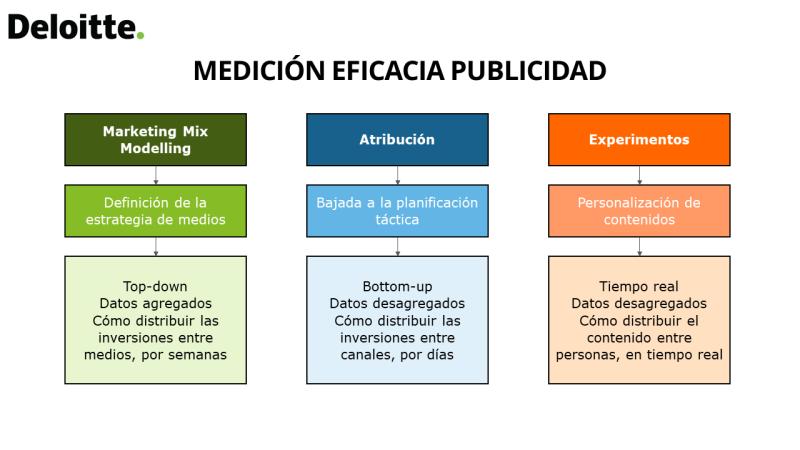 Deloitte.
MEDICIÓN EFICACIA PUBLICIDAD
Marketing Mix
Modelling
Definición de la
estrategia de medios
Top-down
Datos agregados
Cómo distribuir las
inversiones entre
medios, por semanas
Atribución
Bajada a la planificación
táctica
Bottom-up
Datos desagregados
Cómo distribuir las
inversiones entre
canales, por días
Experimentos
Personalización de
contenidos
Tiempo real
Datos desagregados
Cómo distribuir el
contenido entre
personas, en tiempo real